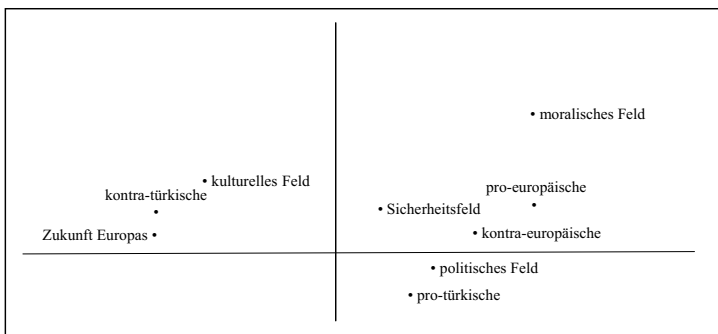 • moralisches Feld
• kulturelles Feld
kontra-türkische
•
pro-europäische
•
• Sicherheitsfeld
Zukunft Europas •
• kontra-europäische
• politisches Feld
• pro-türkische